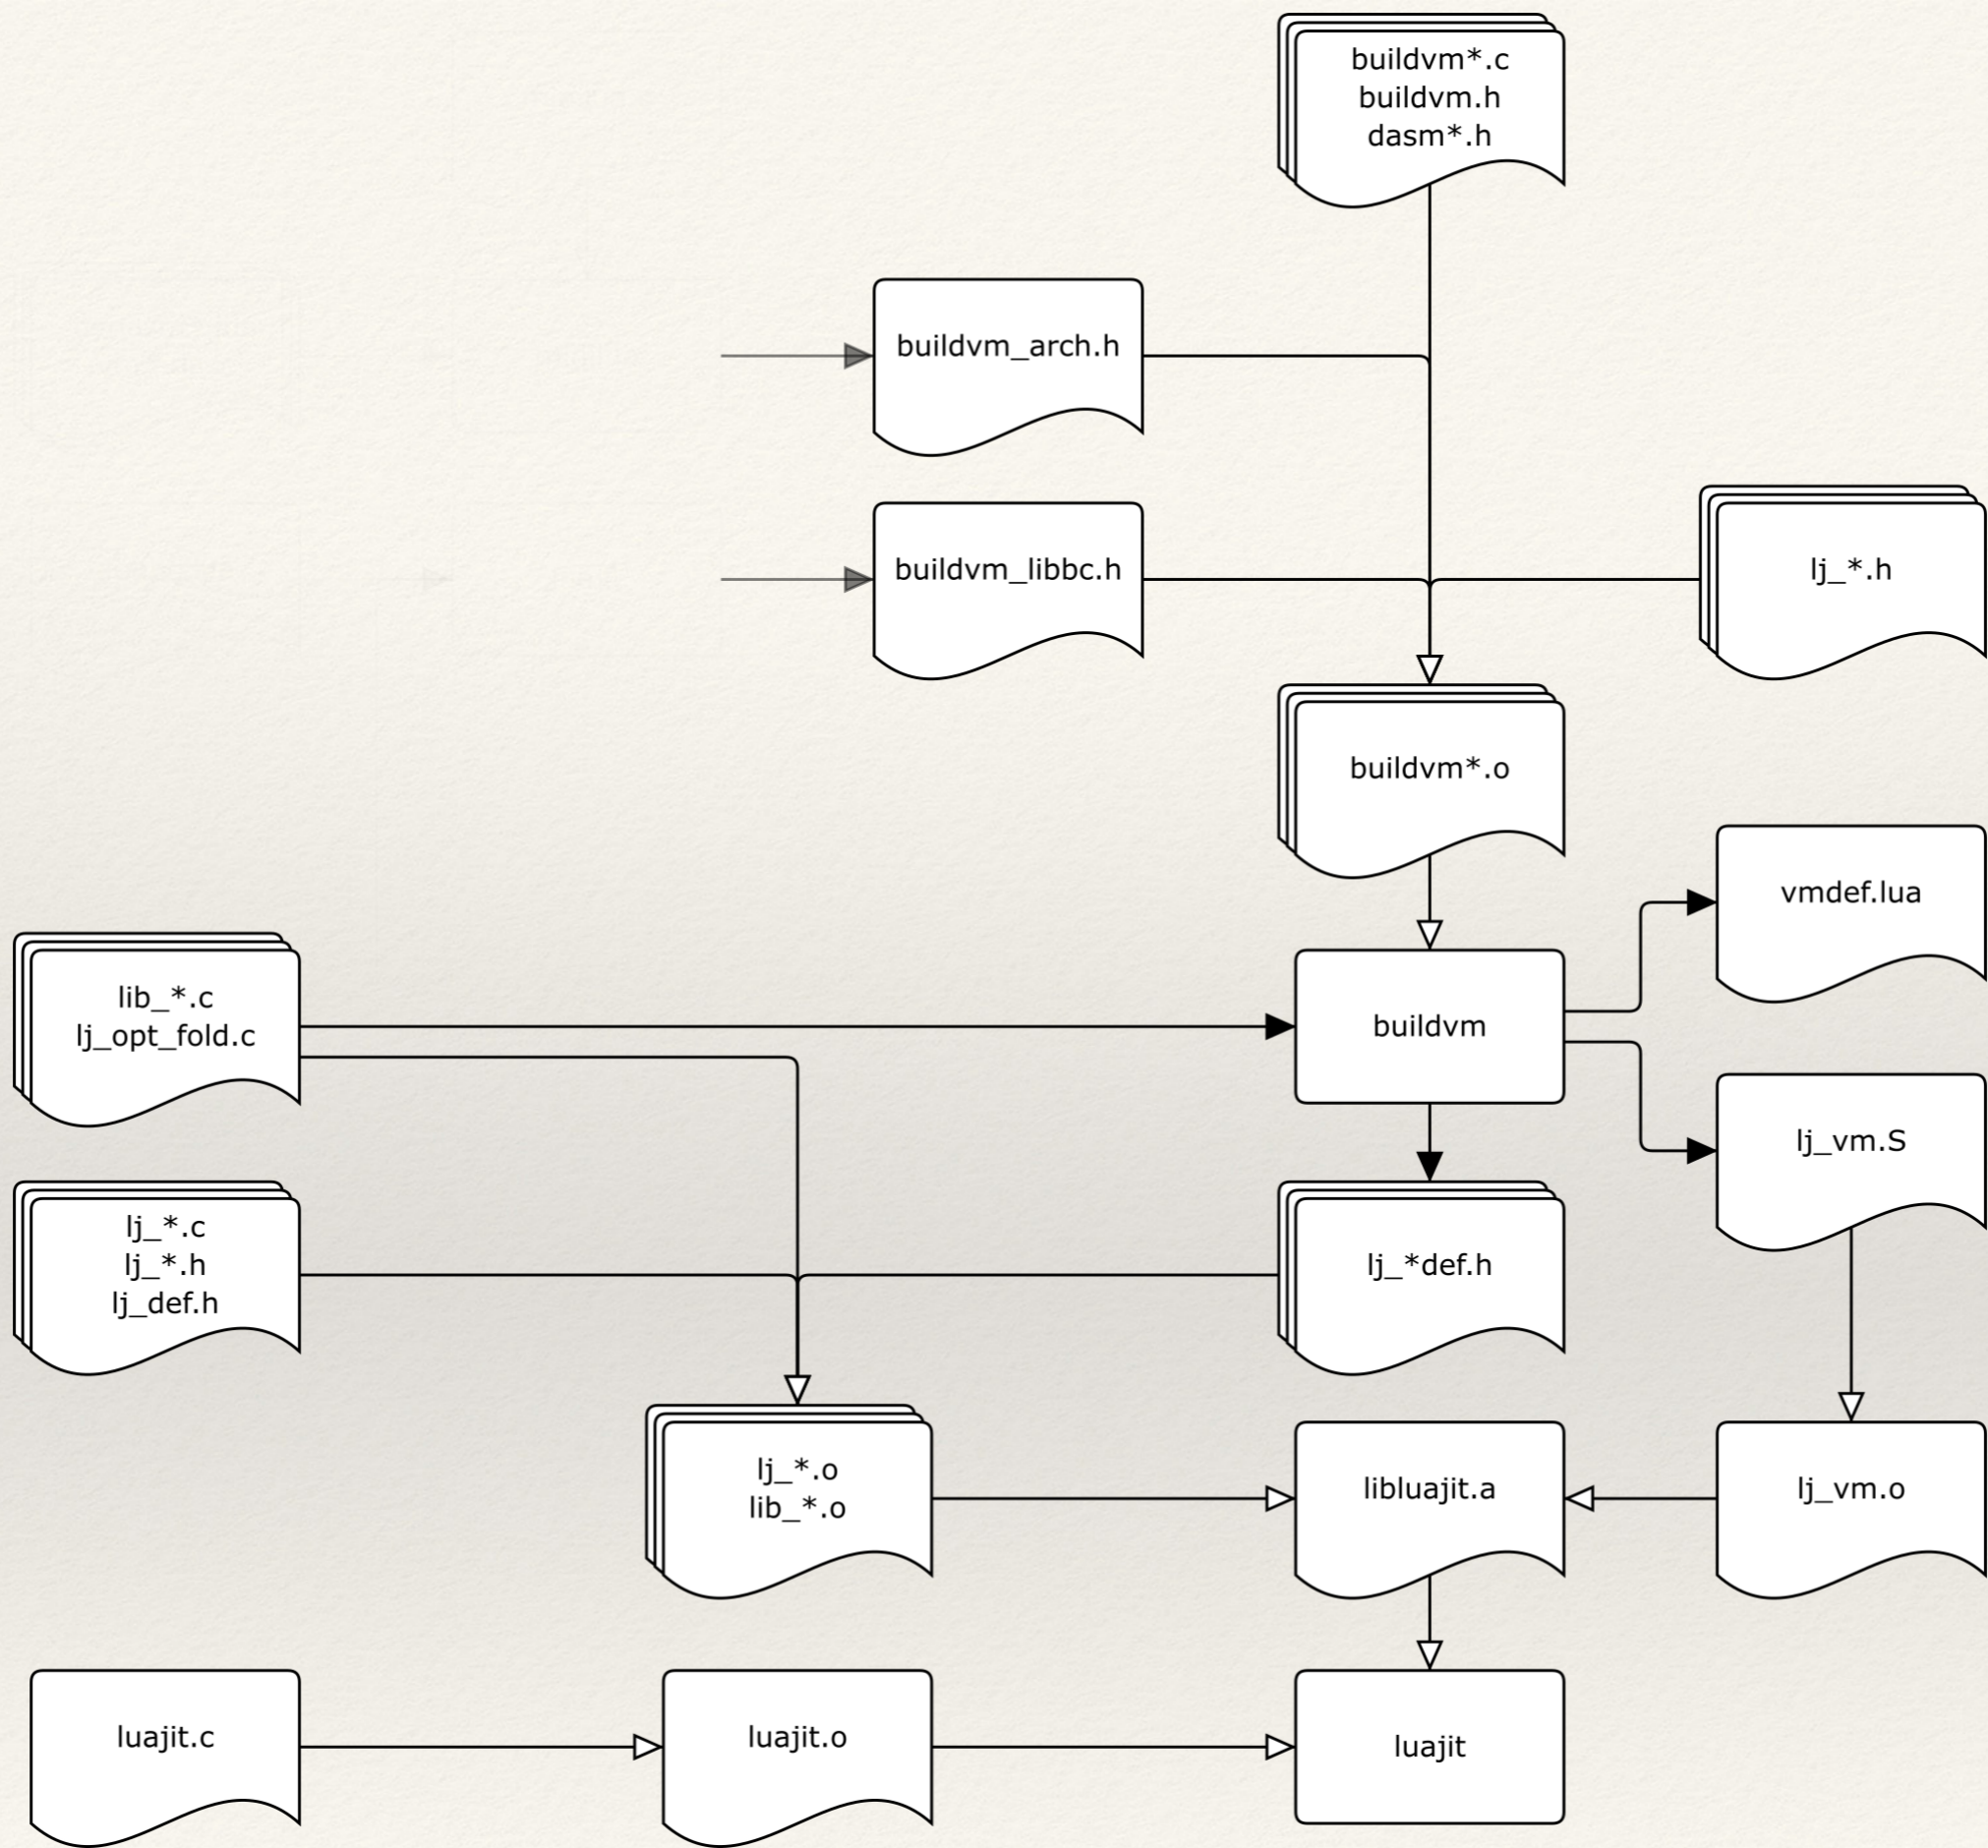 buildvm*.c
buildvm.h
dasm*.h
buildvm_arch.h
buildvm_libbc.h
lj_*.h
buildvm*.o
vmdef.lua
lib_*.c
lj_opt_fold.c
buildvm
lj_vm.S
lj_*.c
lj_*.h
lj_def.h
lj_*def.h
lj_*.o
lib_*.o
libluajit.a
lj_vm.o
luajit.c
luajit.o
luajit